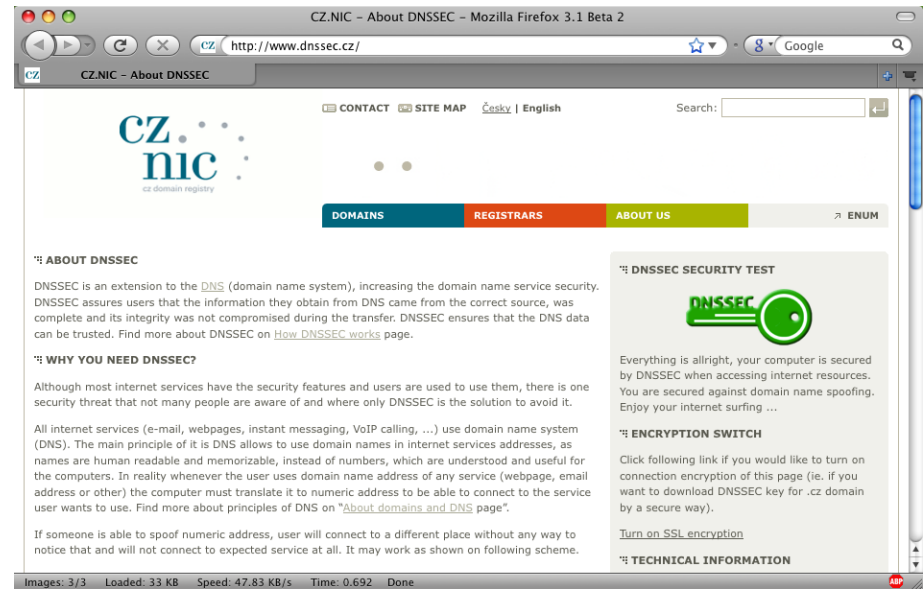 CZ.NIC – About DNSSEC – Mozilla Firefox 3.1 Beta 2
CZ http://www.dnssec.cz/
g Google
CZ CZ.NIC – About DNSSEC
CONTACT SITE MAP Česky | English Search:
cz
nic
cz domain registry
DOMAINS REGISTRARS ABOUT US ENUM
ABOUT DNSSEC
DNSSEC is an extension to the DNS (domain name system), increasing the domain name service security.
DNSSEC assures users that the information they obtain from DNS came from the correct source, was
complete and its integrity was not compromised during the transfer. DNSSEC ensures that the DNS data
can be trusted. Find more about DNSSEC on How DNSSEC works page.
WHY YOU NEED DNSSEC?
Although most internet services have the security features and users are used to use them, there is one
security threat that not many people are aware of and where only DNSSEC is the solution to avoid it.
All internet services (e-mail, webpages, instant messaging, VoIP calling, ...) use domain name system
(DNS). The main principle of it is DNS allows to use domain names in internet services addresses, as
names are human readable and memorizable, instead of numbers, which are understood and useful for
the computers. In reality whenever the user uses domain name address of any service (webpage, email
address or other) the computer must translate it to numeric address to be able to connect to the service
user wants to use. Find more about principles of DNS on "About domains and DNS page".
If someone is able to spoof numeric address, user will connect to a different place without any way to
notice that and will not connect to expected service at all. It may work as shown on following scheme.
DNSSEC SECURITY TEST
DNSSEC
Everything is allright, your computer is secured
by DNSSEC when accessing internet resources.
You are secured against domain name spoofing.
Enjoy your internet surfing ...
ENCRYPTION SWITCH
Click following link if you would like to turn on
connection encryption of this page (ie. if you
want to download DNSSEC key for .cz domain
by a secure way).
Turn on SSL encryption
TECHNICAL INFORMATION
Images: 3/3 Loaded: 33 KB Speed: 47.83 KB/s Time: 0.692 Done
ABP